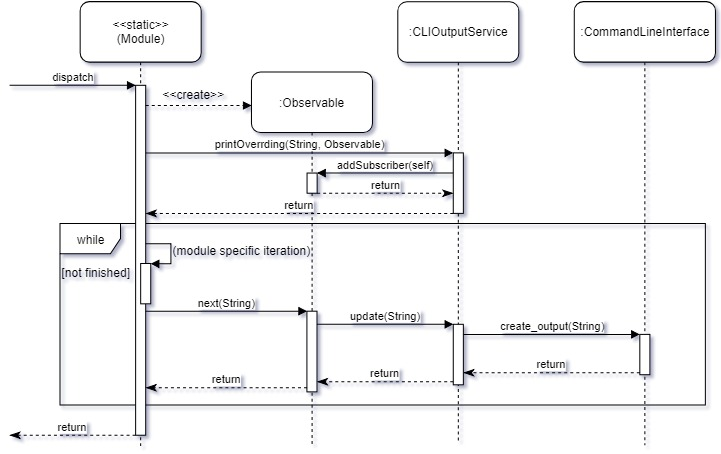 <<static>>
(Module)
:CLIOutputService
:CommandLineInterface
dispatch
<<create>>
:Observable
printOverrding(String, Observable)
addSubscriber(self)
return
return
while
(module specific iteration)
[not finished]
next(String)
update(String)
create_output(String)
return
return
return
return